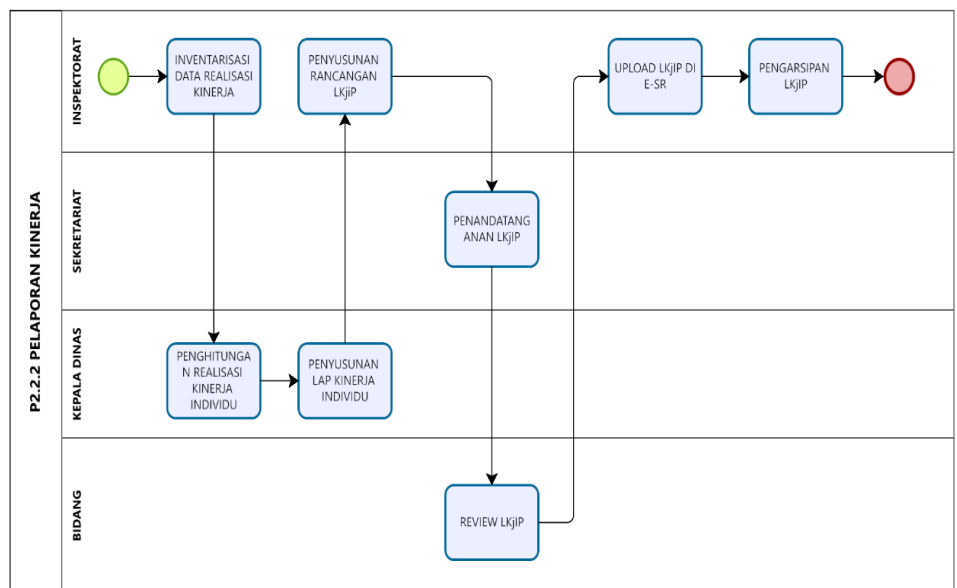 P2.2.2 PELAPORAN KINERJA
INSPEKTORAT
INVENTARISASI
DATA REALISASI
KINERJA
PENYUSUNAN
RANCANGAN
LKjiP
UPLOAD LKjIP DI
E-SR
PENGARSIPAN
LKjIP
SEKRETARIAT
PENANDATANG
ANAN LKjIP
KEPALA DINAS
PENGHITUNGA
N REALISASI
KINERJA
INDIVIDU
PENYUSUNAN
LAP KINERJA
INDIVIDU
BIDANG
REVIEW LKjIP